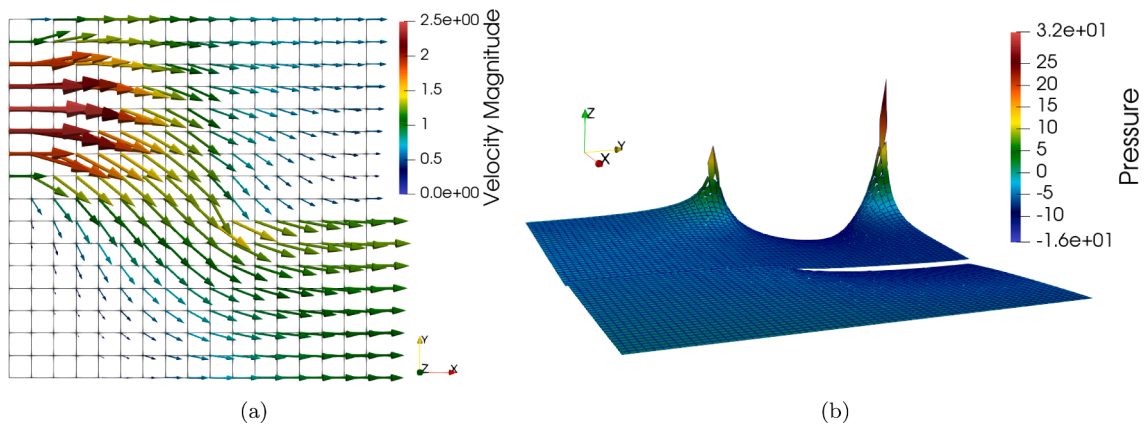 2.5e+00
2
1.5
1
0.5
0.0e+00
Velocity Magnitude
Y
Z
X
(a)
Z
Y
X
3.2e+01
25
20
15
10
5
0
-5
-10
-1.6e+01
Pressure
(b)